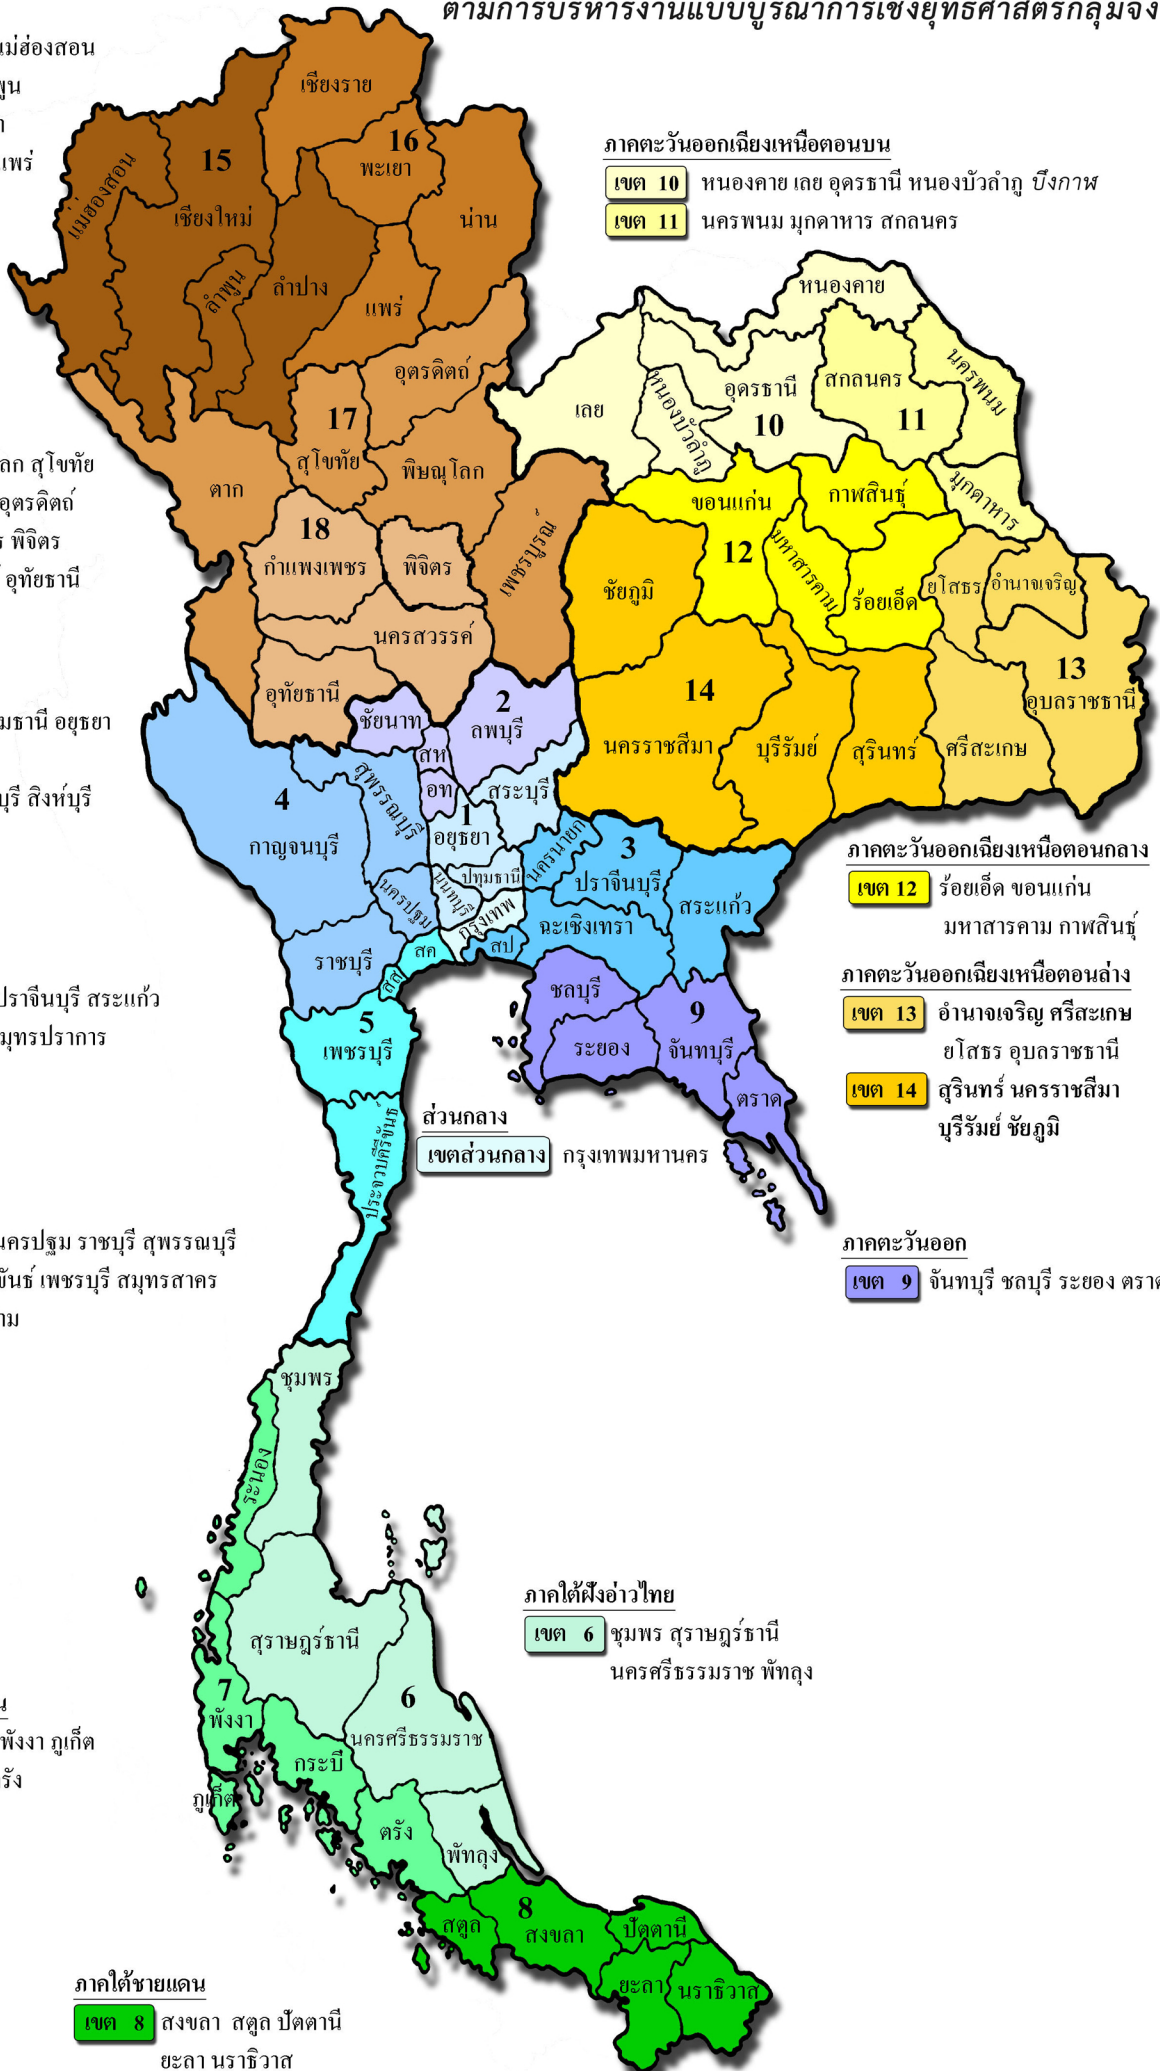 ตามการบริหารงานแบบบูรณาการเชิงยุทธศาสตร์กลุ่มจัง
แม่ฮ่องสอน
พูน
แพร่
ลก สุโขทัย
อุตรดิตถ์
ร พิจิตร
อุทัยธานี
มธานี อยุธยา
บุรี สิงห์บุรี
ปราจีนบุรี สระแก้ว
มุทรปราการ
นครปฐม ราชบุรี สุพรรณบุรี
ขันธ์ เพชรบุรี สมุทรสาคร
าม
น
พังงา ภูเก็ต
รัง
ภาคตะวันออกเฉียงเหนือตอนบน
เขต 10 หนองคาย เลย อุดรธานี หนองบัวลำภู บึงกาฬ
เขต 11 นครพนม มุกดาหาร สกลนคร
เชียงราย
16
พะเยา
15
แม่ฮ่องสอน
เชียงใหม่
น่าน
ลำพูน
ลำปาง
แพร่
อุตรดิตถ์
17
สุโขทัย
พิษณุโลก
ตาก
18
กำแพงเพชร
พิจิตร
เพชรบูรณ์
นครสวรรค์
อุทัยธานี
หนองคาย
เลย
หนองบัวลำภู
อุดรธานี
10
สกลนคร
11
นครพนม
มุกดาหาร
ขอนแก่น
12
กาฬสินธุ์
มหาสารคาม
ร้อยเอ็ด
ยโสธร
อำนาจเจริญ
13
อุบลราชธานี
ศรีสะเกษ
ชัยภูมิ
14
นครราชสีมา
บุรีรัมย์
สุรินทร์
ชัยนาท
2
ลพบุรี
สห
อท
สระบุรี
1
อยุธยา
4
กาญจนบุรี
สุพรรณบุรี
นครปฐม
นนทบุรี
ปทุมธานี
กรุงเทพ
นครนายก
3
ปราจีนบุรี
สระแก้ว
ฉะเชิงเทรา
สป
สค
สส
ราชบุรี
5
เพชรบุรี
ประจวบคีรีขันธ์
ชลบุรี
ระยอง
9
จันทบุรี
ตราด
ภาคตะวันออกเฉียงเหนือตอนกลาง
เขต 12 ร้อยเอ็ด ขอนแก่น
มหาสารคาม กาฬสินธุ์
ภาคตะวันออกเฉียงเหนือตอนล่าง
เขต 13 อำนาจเจริญ ศรีสะเกษ
ยโสธร อุบลราชธานี
เขต 14 สุรินทร์ นครราชสีมา
บุรีรัมย์ ชัยภูมิ
ส่วนกลาง
เขตส่วนกลาง กรุงเทพมหานคร
ภาคตะวันออก
เขต 9 จันทบุรี ชลบุรี ระยอง ตราด
ชุมพร
ระนอง
สุราษฎร์ธานี
7
พังงา
6
นครศรีธรรมราช
กระบี่
ภูเก็ต
ตรัง
พัทลุง
8
สตูล
สงขลา
ปัตตานี
ยะลา
นราธิวาส
ภาคใต้ฝั่งอ่าวไทย
เขต 6 ชุมพร สุราษฎร์ธานี
นครศรีธรรมราช พัทลุง
ภาคใต้ชายแดน
เขต 8 สงขลา สตูล ปัตตานี
ยะลา นราธิวาส